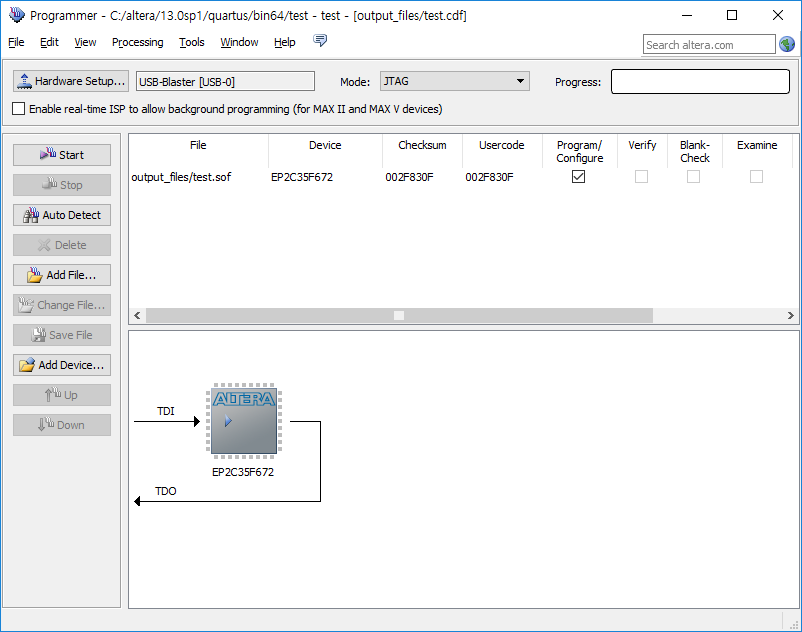 Programmer - C:/altera/13.0sp1/quartus/bin64/test - test - [output_files/test.cdf]
File Edit View Processing Tools Window Help
Search altera.com
Hardware Setup... USB-Blaster [USB-0] Mode: JTAG Progress:
Enable real-time ISP to allow background programming (for MAX II and MAX V devices)
Start
Stop
Auto Detect
Delete
Add File...
Change File...
Save File
Add Device...
Up
Down
File Device Checksum Usercode Program/ Verify Blank- Examine
Configure Check
output_files/test.sof EP2C35F672 002F830F 002F830F
ALTERA
TDI
EP2C35F672
TDO